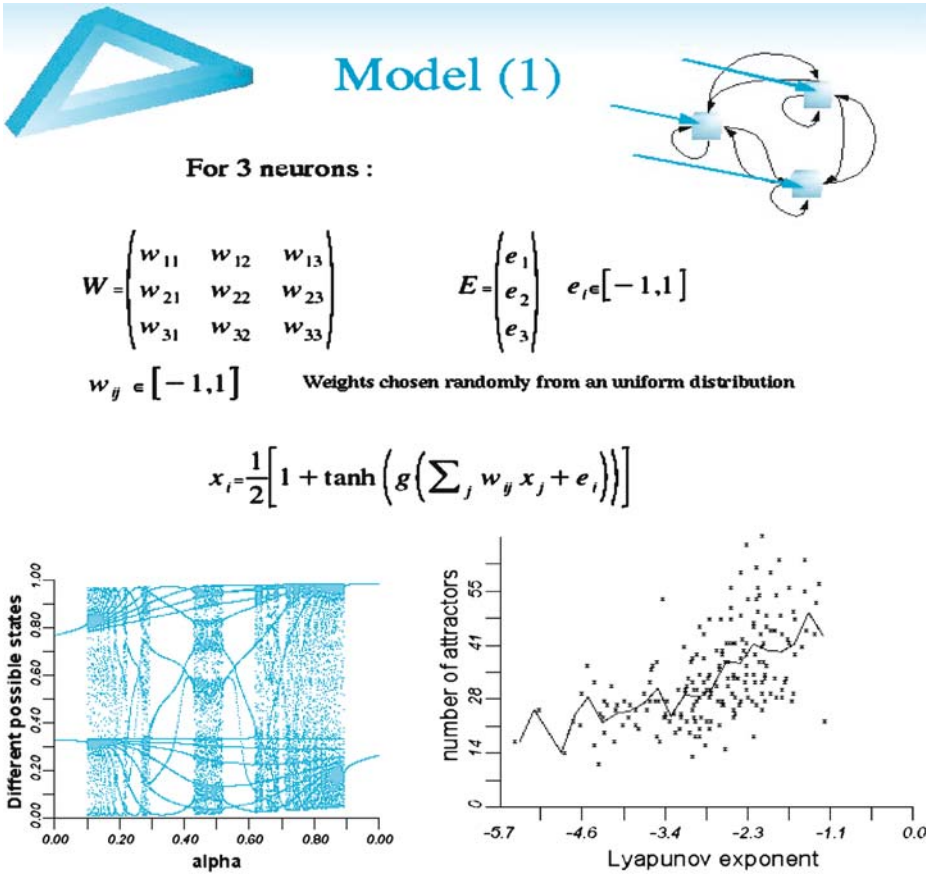 Model (1)
For 3 neurons :
W = ( w11 w12 w13
w21 w22 w23
w31 w32 w33 )
E = ( e1
e2
e3 ) ei ∈ [ − 1,1 ]
wij ∈ [ − 1,1 ] Weights chosen randomly from an uniform distribution
xi = 1/2 [ 1 + tanh ( g ( ∑j wij xj + ei ) ) ]
Different possible states
1.00
0.80
0.60
0.40
0.20
0.00
0.00 0.20 0.40 0.60 0.80 0.00
alpha
number of attractors
55
41
28
14
0
−5.7 −4.6 −3.4 −2.3 −1.1 0.0
Lyapunov exponent